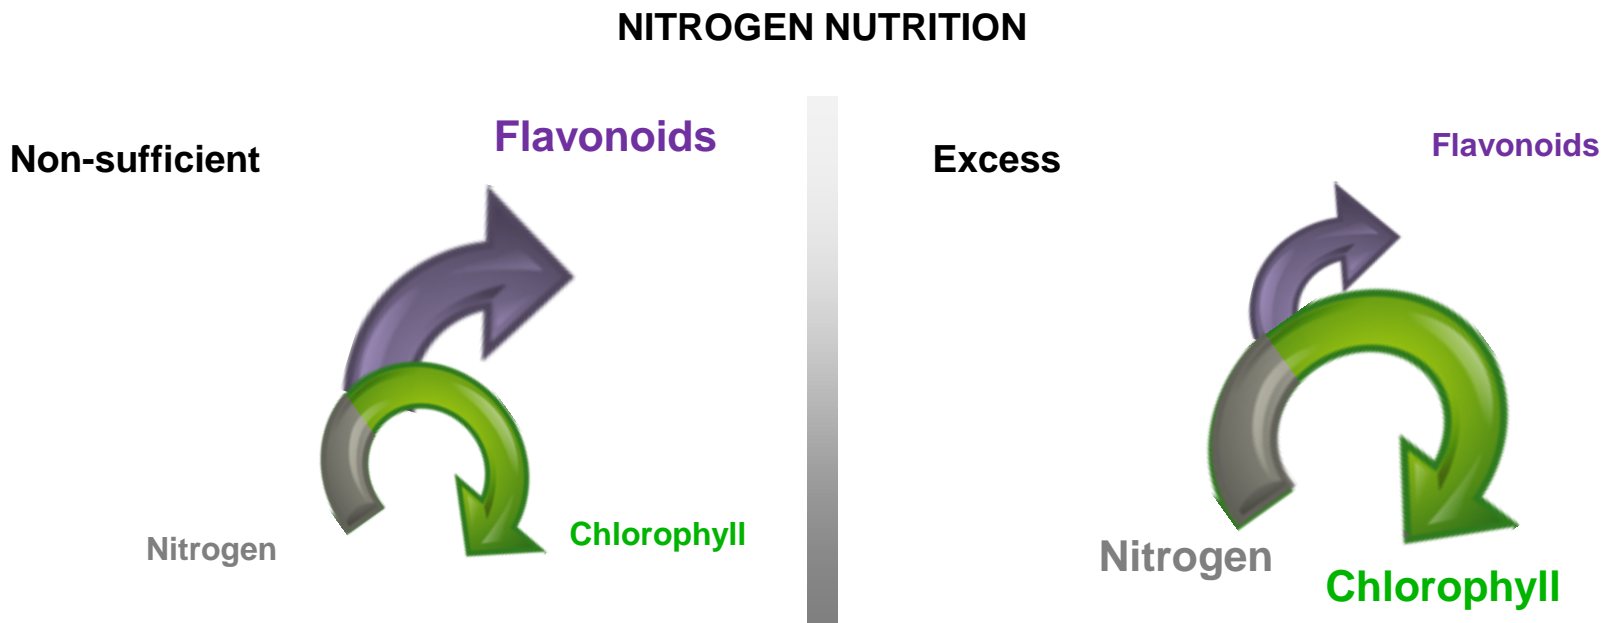 NITROGEN NUTRITION
Non-sufficient
Flavonoids
Nitrogen
Chlorophyll
Excess
Flavonoids
Nitrogen
Chlorophyll